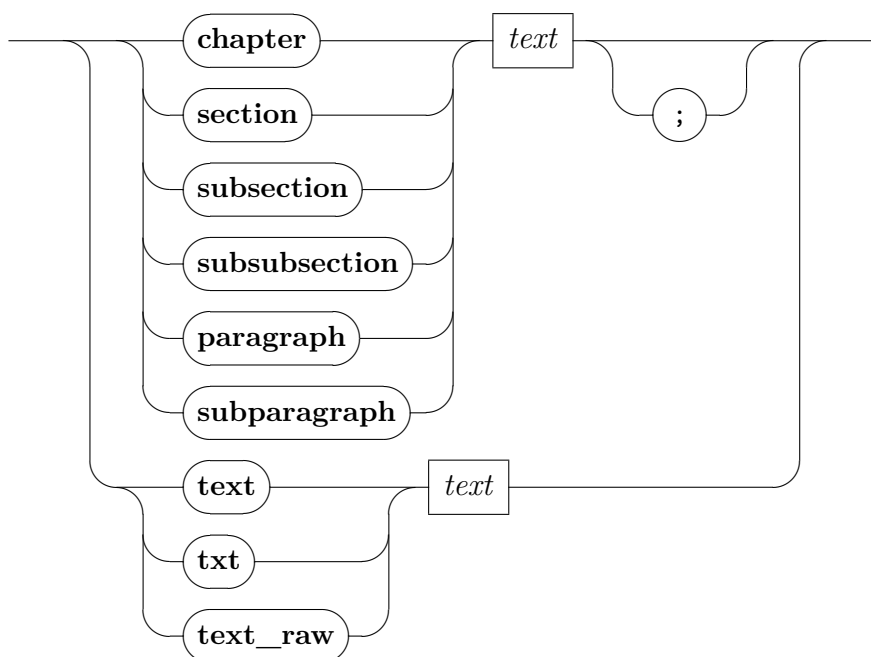 chapter text
section ;
subsection
subsubsection
paragraph
subparagraph
text text
txt
text_raw